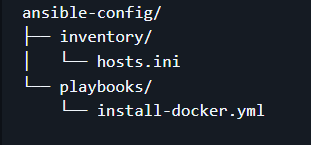 ansible-config/
├── inventory/
│   └── hosts.ini
└── playbooks/
    └── install-docker.yml